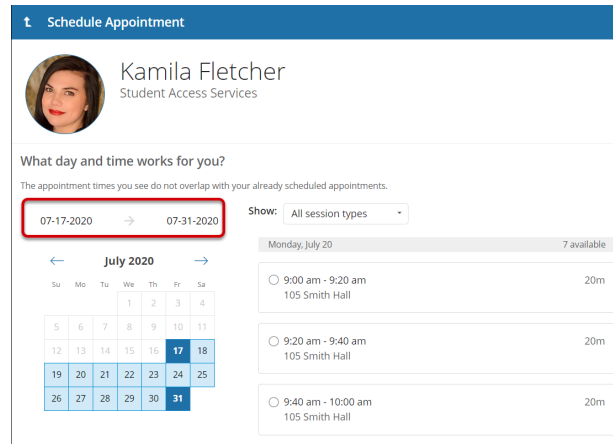 Schedule Appointment
Kamila Fletcher
Student Access Services
What day and time works for you?
The appointment times you see do not overlap with your already scheduled appointments.
07-17-2020 → 07-31-2020
Show: All session types
← July 2020 →
Su Mo Tu We Th Fr Sa
1 2 3 4
5 6 7 8 9 10 11
12 13 14 15 16 17 18
19 20 21 22 23 24 25
26 27 28 29 30 31
Monday, July 20 7 available
9:00 am - 9:20 am 20m
105 Smith Hall
9:20 am - 9:40 am 20m
105 Smith Hall
9:40 am - 10:00 am 20m
105 Smith Hall